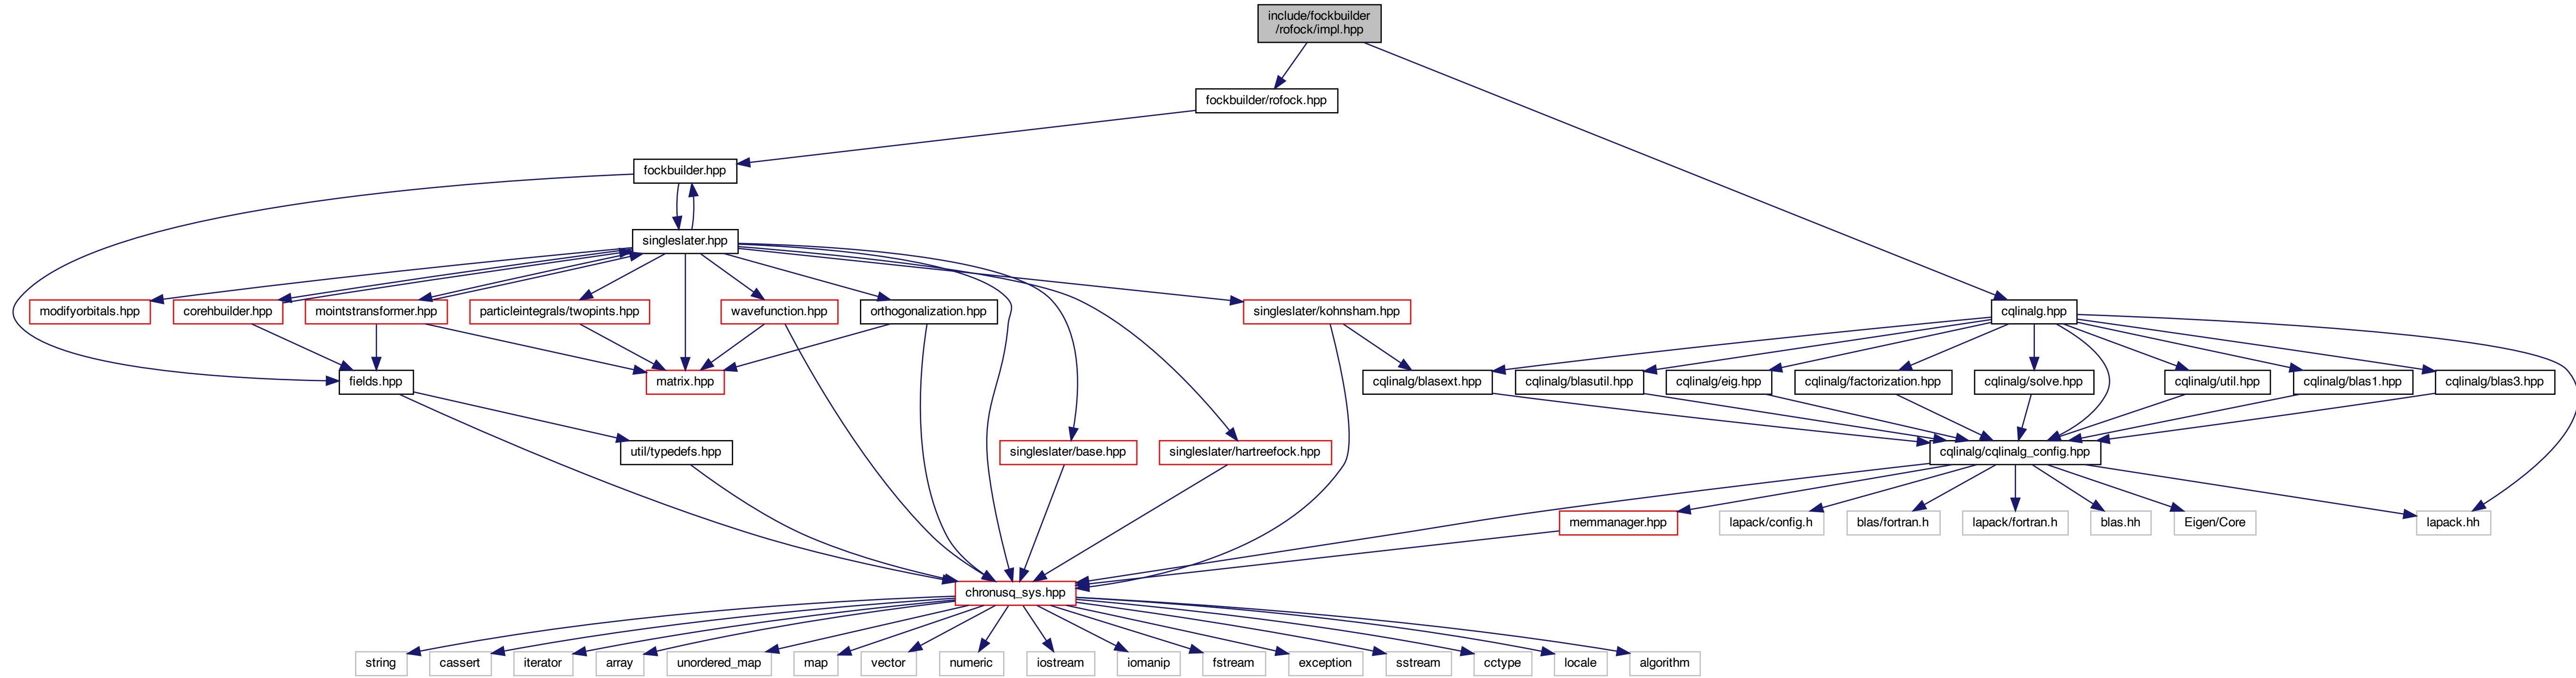 include/fockbuilder
/rofock/impl.hpp
fockbuilder/rofock.hpp
fockbuilder.hpp
singleslater.hpp
modifyorbitals.hpp
corehbuilder.hpp
mointstransformer.hpp
particleintegrals/twopints.hpp
wavefunction.hpp
orthogonalization.hpp
singleslater/kohnsham.hpp
cqlinalg.hpp
fields.hpp
matrix.hpp
cqlinalg/blasext.hpp
cqlinalg/blasutil.hpp
cqlinalg/eig.hpp
cqlinalg/factorization.hpp
cqlinalg/solve.hpp
cqlinalg/util.hpp
cqlinalg/blas1.hpp
cqlinalg/blas3.hpp
util/typedefs.hpp
singleslater/base.hpp
singleslater/hartreefock.hpp
cqlinalg/cqlinalg_config.hpp
memmanager.hpp
lapack/config.h
blas/fortran.h
lapack/fortran.h
blas.hh
Eigen/Core
lapack.hh
chronusq_sys.hpp
string
cassert
iterator
array
unordered_map
map
vector
numeric
iostream
iomanip
fstream
exception
sstream
cctype
locale
algorithm